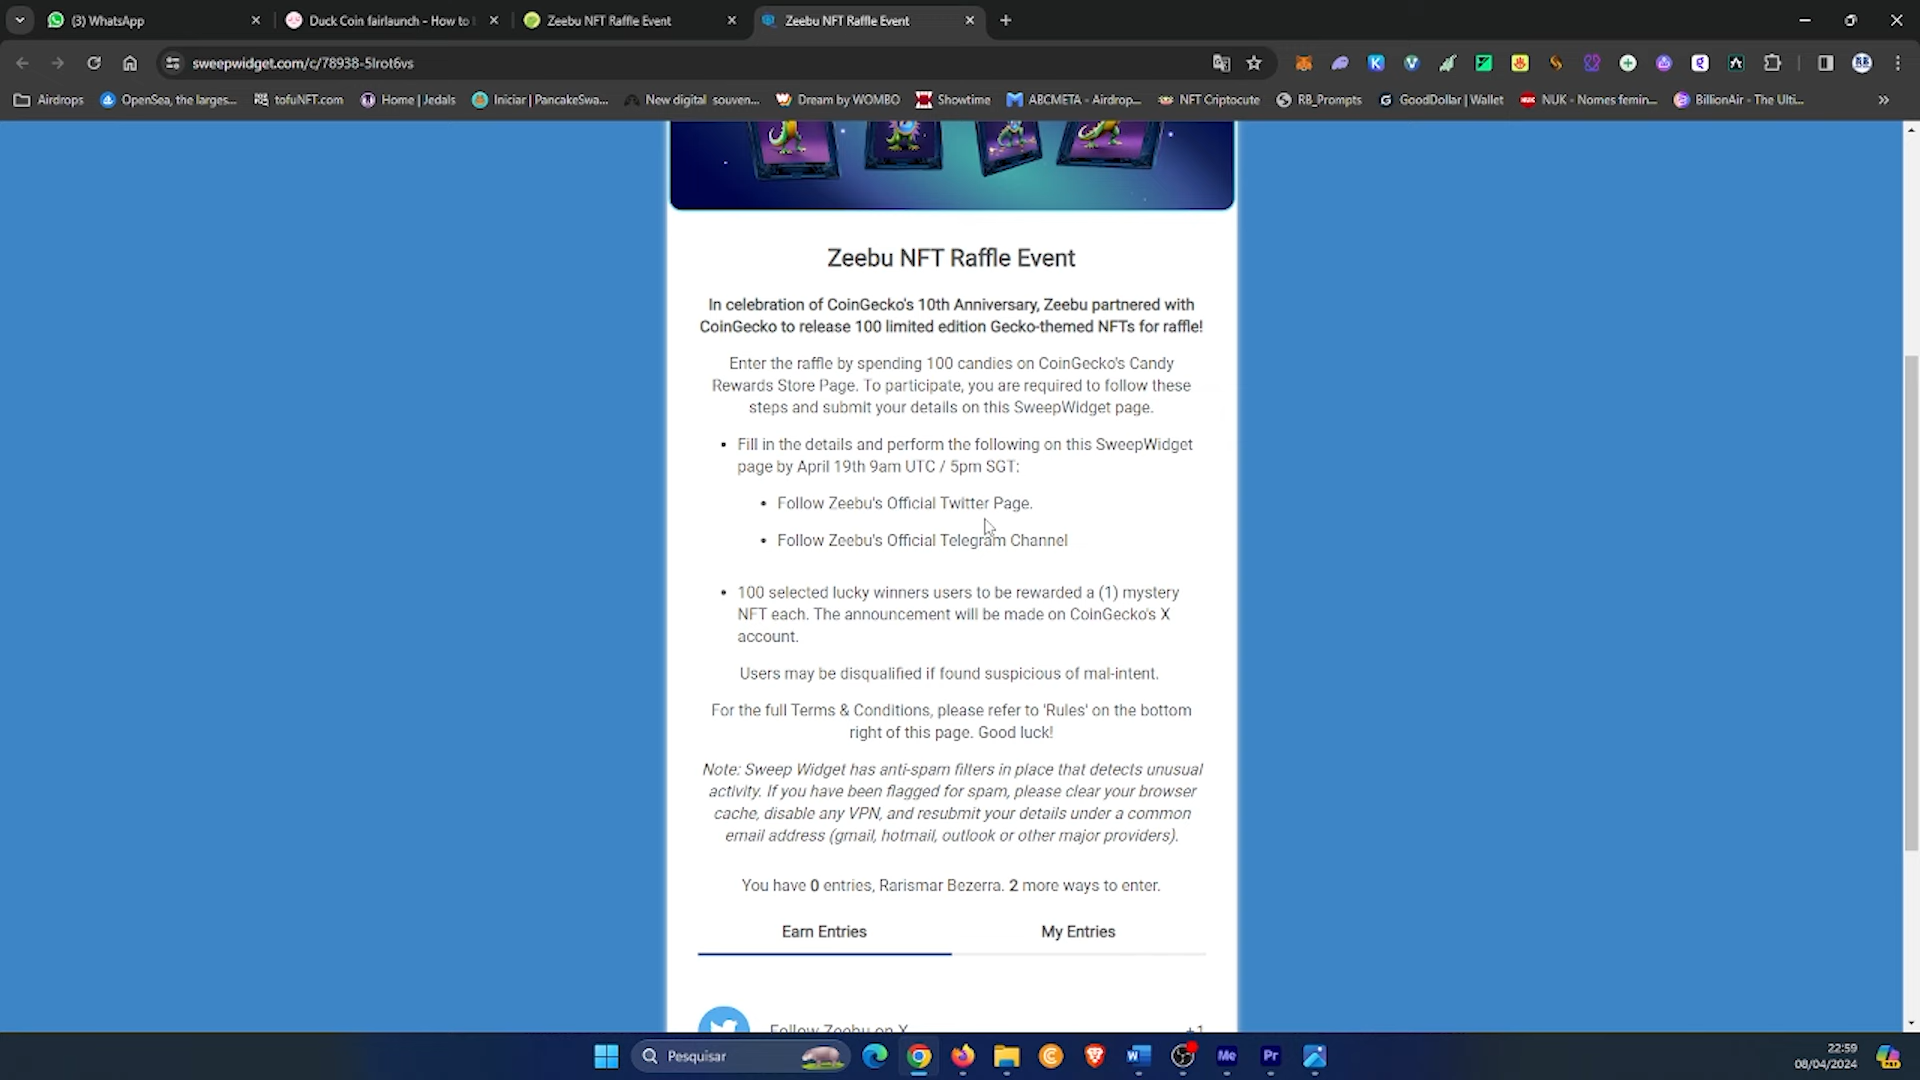 (3) WhatsApp
Duck Coin fairlaunch - How to
Zeebu NFT Raffle Event
Zeebu NFT Raffle Event
sweepwidget.com/c/78938-5lrot6vs
Airdrops
OpenSea, the larges...
tofuNFT.com
Home | Jedals
Iniciar | PancakeSwa...
New digital souven...
Dream by WOMBO
Showtime
ABCMETA - Airdrop...
NFT Criptocute
RB_Prompts
GoodDollar | Wallet
NUK - Nomes femin...
BillionAir - The Ulti...
Zeebu NFT Raffle Event
In celebration of CoinGecko's 10th Anniversary, Zeebu partnered with
CoinGecko to release 100 limited edition Gecko-themed NFTs for raffle!
Enter the raffle by spending 100 candies on CoinGecko's Candy
Rewards Store Page. To participate, you are required to follow these
steps and submit your details on this SweepWidget page.
• Fill in the details and perform the following on this SweepWidget
page by April 19th 9am UTC / 5pm SGT:
• Follow Zeebu's Official Twitter Page.
• Follow Zeebu's Official Telegram Channel
• 100 selected lucky winners users to be rewarded a (1) mystery
NFT each. The announcement will be made on CoinGecko's X
account.
Users may be disqualified if found suspicious of mal-intent.
For the full Terms & Conditions, please refer to 'Rules' on the bottom
right of this page. Good luck!
Note: Sweep Widget has anti-spam filters in place that detects unusual
activity. If you have been flagged for spam, please clear your browser
cache, disable any VPN, and resubmit your details under a common
email address (gmail, hotmail, outlook or other major providers).
You have 0 entries, Rarismar Bezerra. 2 more ways to enter.
Earn Entries
My Entries
Follow Zeebu on X
+1
Pesquisar
Me
Pr
22:59
08/04/2024